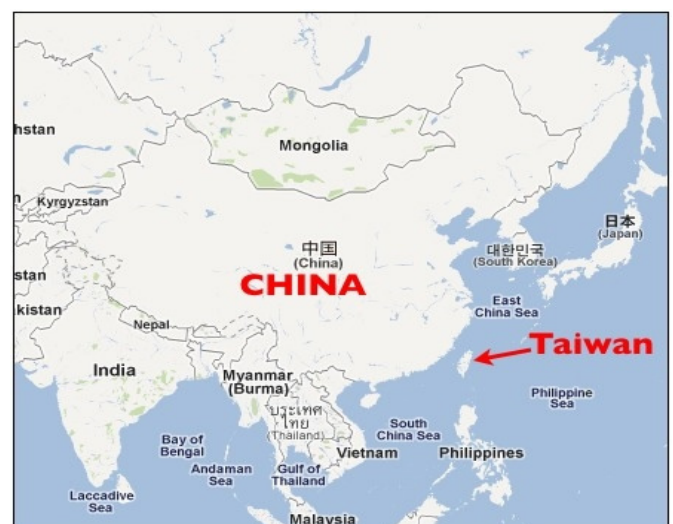 hstan
Mongolia
n
Kyrgyzstan
中国
(China)
CHINA
日本
(Japan)
대한민국
(South Korea)
stan
kistan
East
China Sea
Nepal
Taiwan
India
Myanmar
(Burma)
Philippine
Sea
ประเทศ
ไทย
(Thailand)
South
China Sea
Bay of
Bengal
Vietnam
Philippines
Andaman
Sea
Gulf of
Thailand
Laccadive
Sea
Malaysia